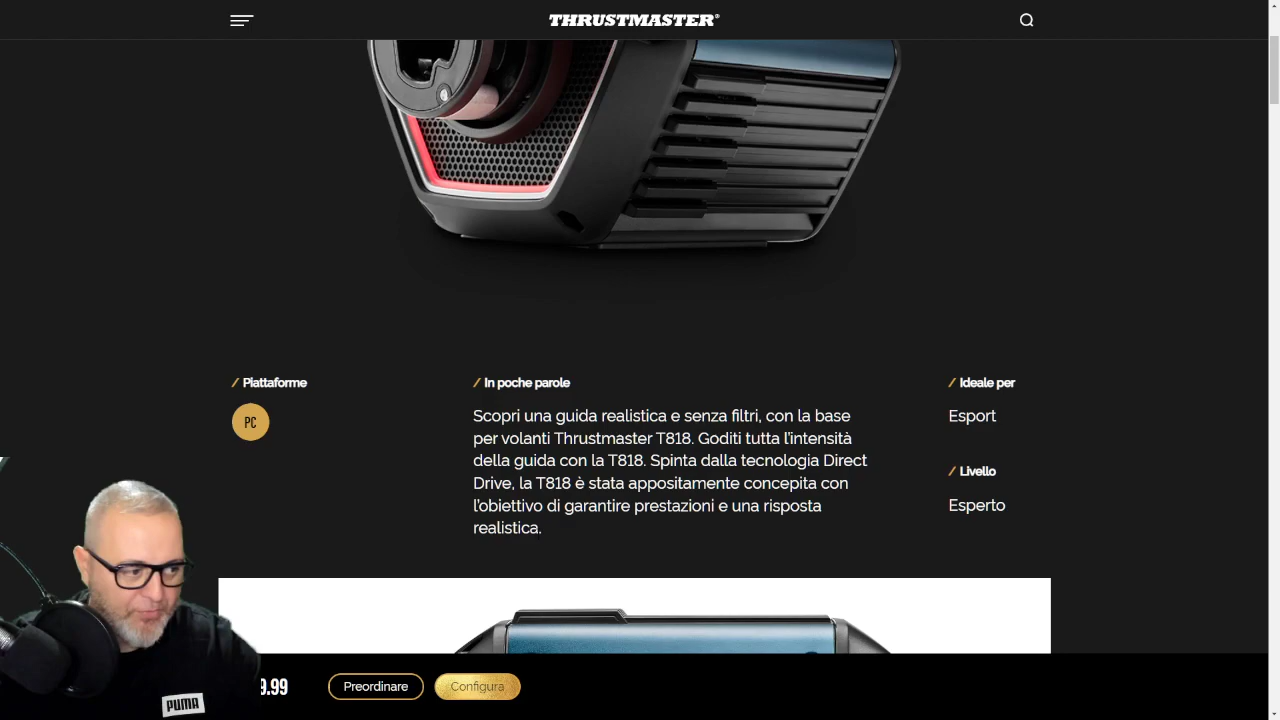 THRUSTMASTER®
/ Piattaforme
PC
/ In poche parole
Scopri una guida realistica e senza filtri, con la base
per volanti Thrustmaster T818. Goditi tutta l'intensità
della guida con la T818. Spinta dalla tecnologia Direct
Drive, la T818 è stata appositamente concepita con
l'obiettivo di garantire prestazioni e una risposta
realistica.
/ Ideale per
Esport
/ Livello
Esperto
9.99
Preordinare
Configura
PUMA